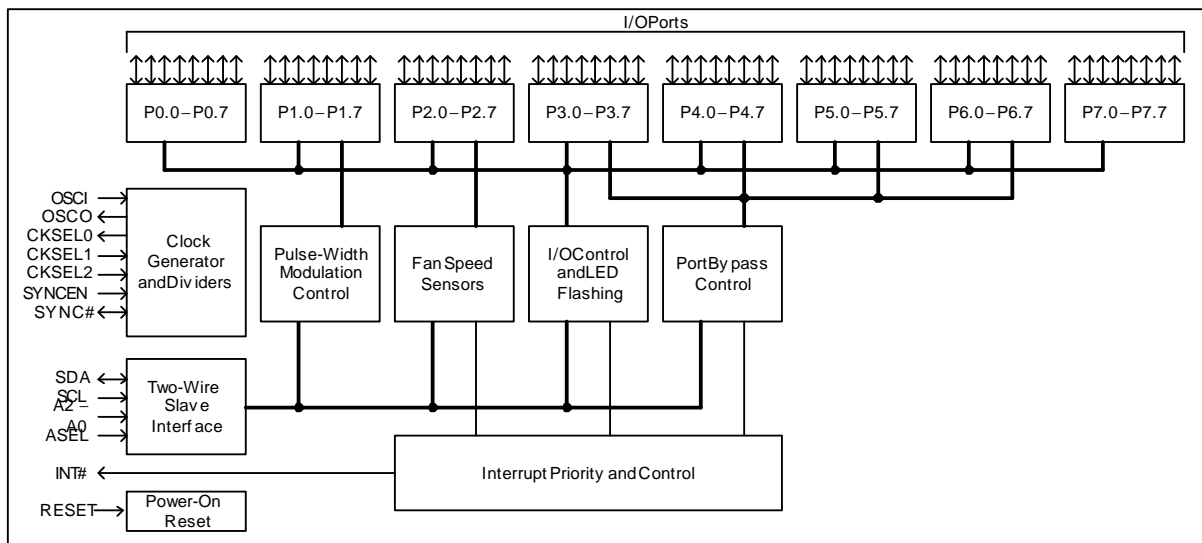 I/OPorts
P0.0–P0.7
P1.0–P1.7
P2.0–P2.7
P3.0–P3.7
P4.0–P4.7
P5.0–P5.7
P6.0–P6.7
P7.0–P7.7
OSCI
OSCO
CKSEL0
CKSEL1
CKSEL2
SYNCEN
SYNC#
Clock
Generator
andDividers
Pulse-Width
Modulation
Control
Fan Speed
Sensors
I/OControl
andLED
Flashing
PortBypass
Control
SDA
SCL
A2 –
A0
ASEL
Two-Wire
Slave
Interface
INT#
Interrupt Priority and Control
RESET
Power-On
Reset